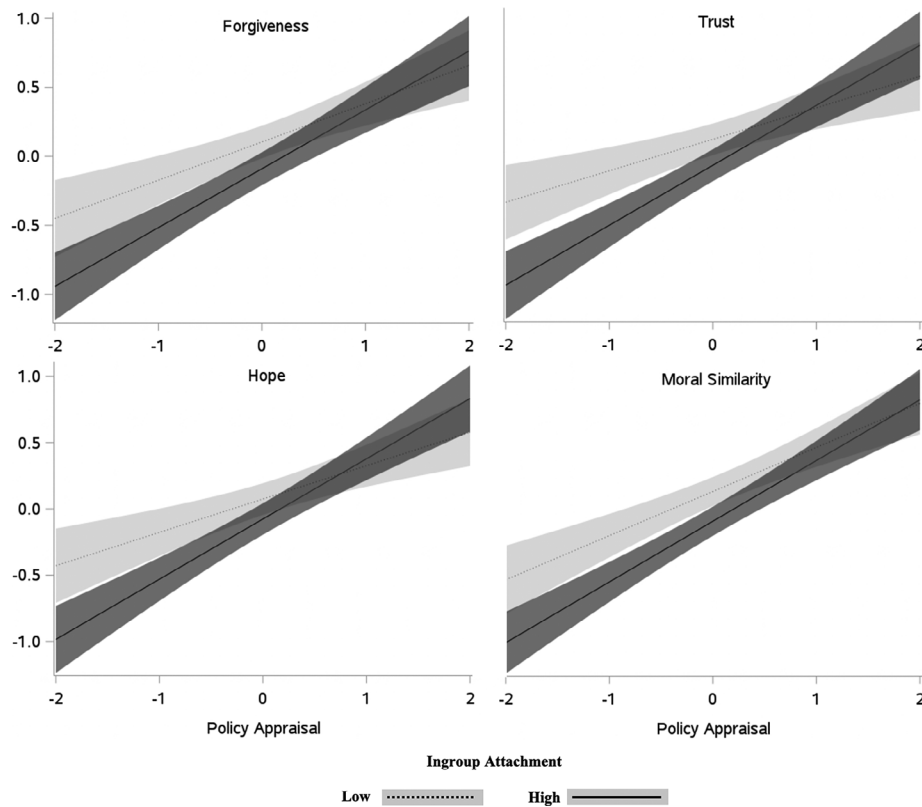 Forgiveness
Trust
1.0
0.5
0.0
-0.5
-1.0
-2 -1 0 1 2
-2 -1 0 1 2
Hope
Moral Similarity
1.0
0.5
0.0
-0.5
-1.0
-2 -1 0 1 2
-2 -1 0 1 2
Policy Appraisal
Policy Appraisal
Ingroup Attachment
Low High